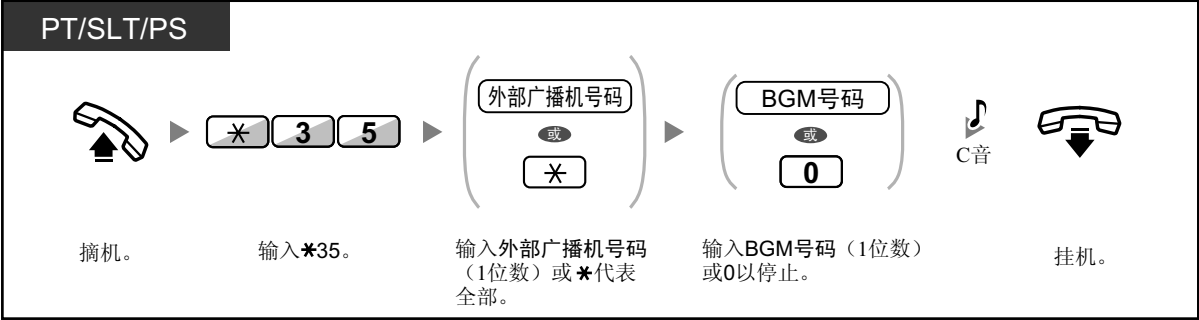 PT/SLT/PS
外部广播机号码
BGM号码
或
或
✳ 3 5
✳
0
C音
摘机。
输入✱35。
输入外部广播机号码
（1位数）或✱代表
全部。
输入BGM号码（1位数）
或0以停止。
挂机。